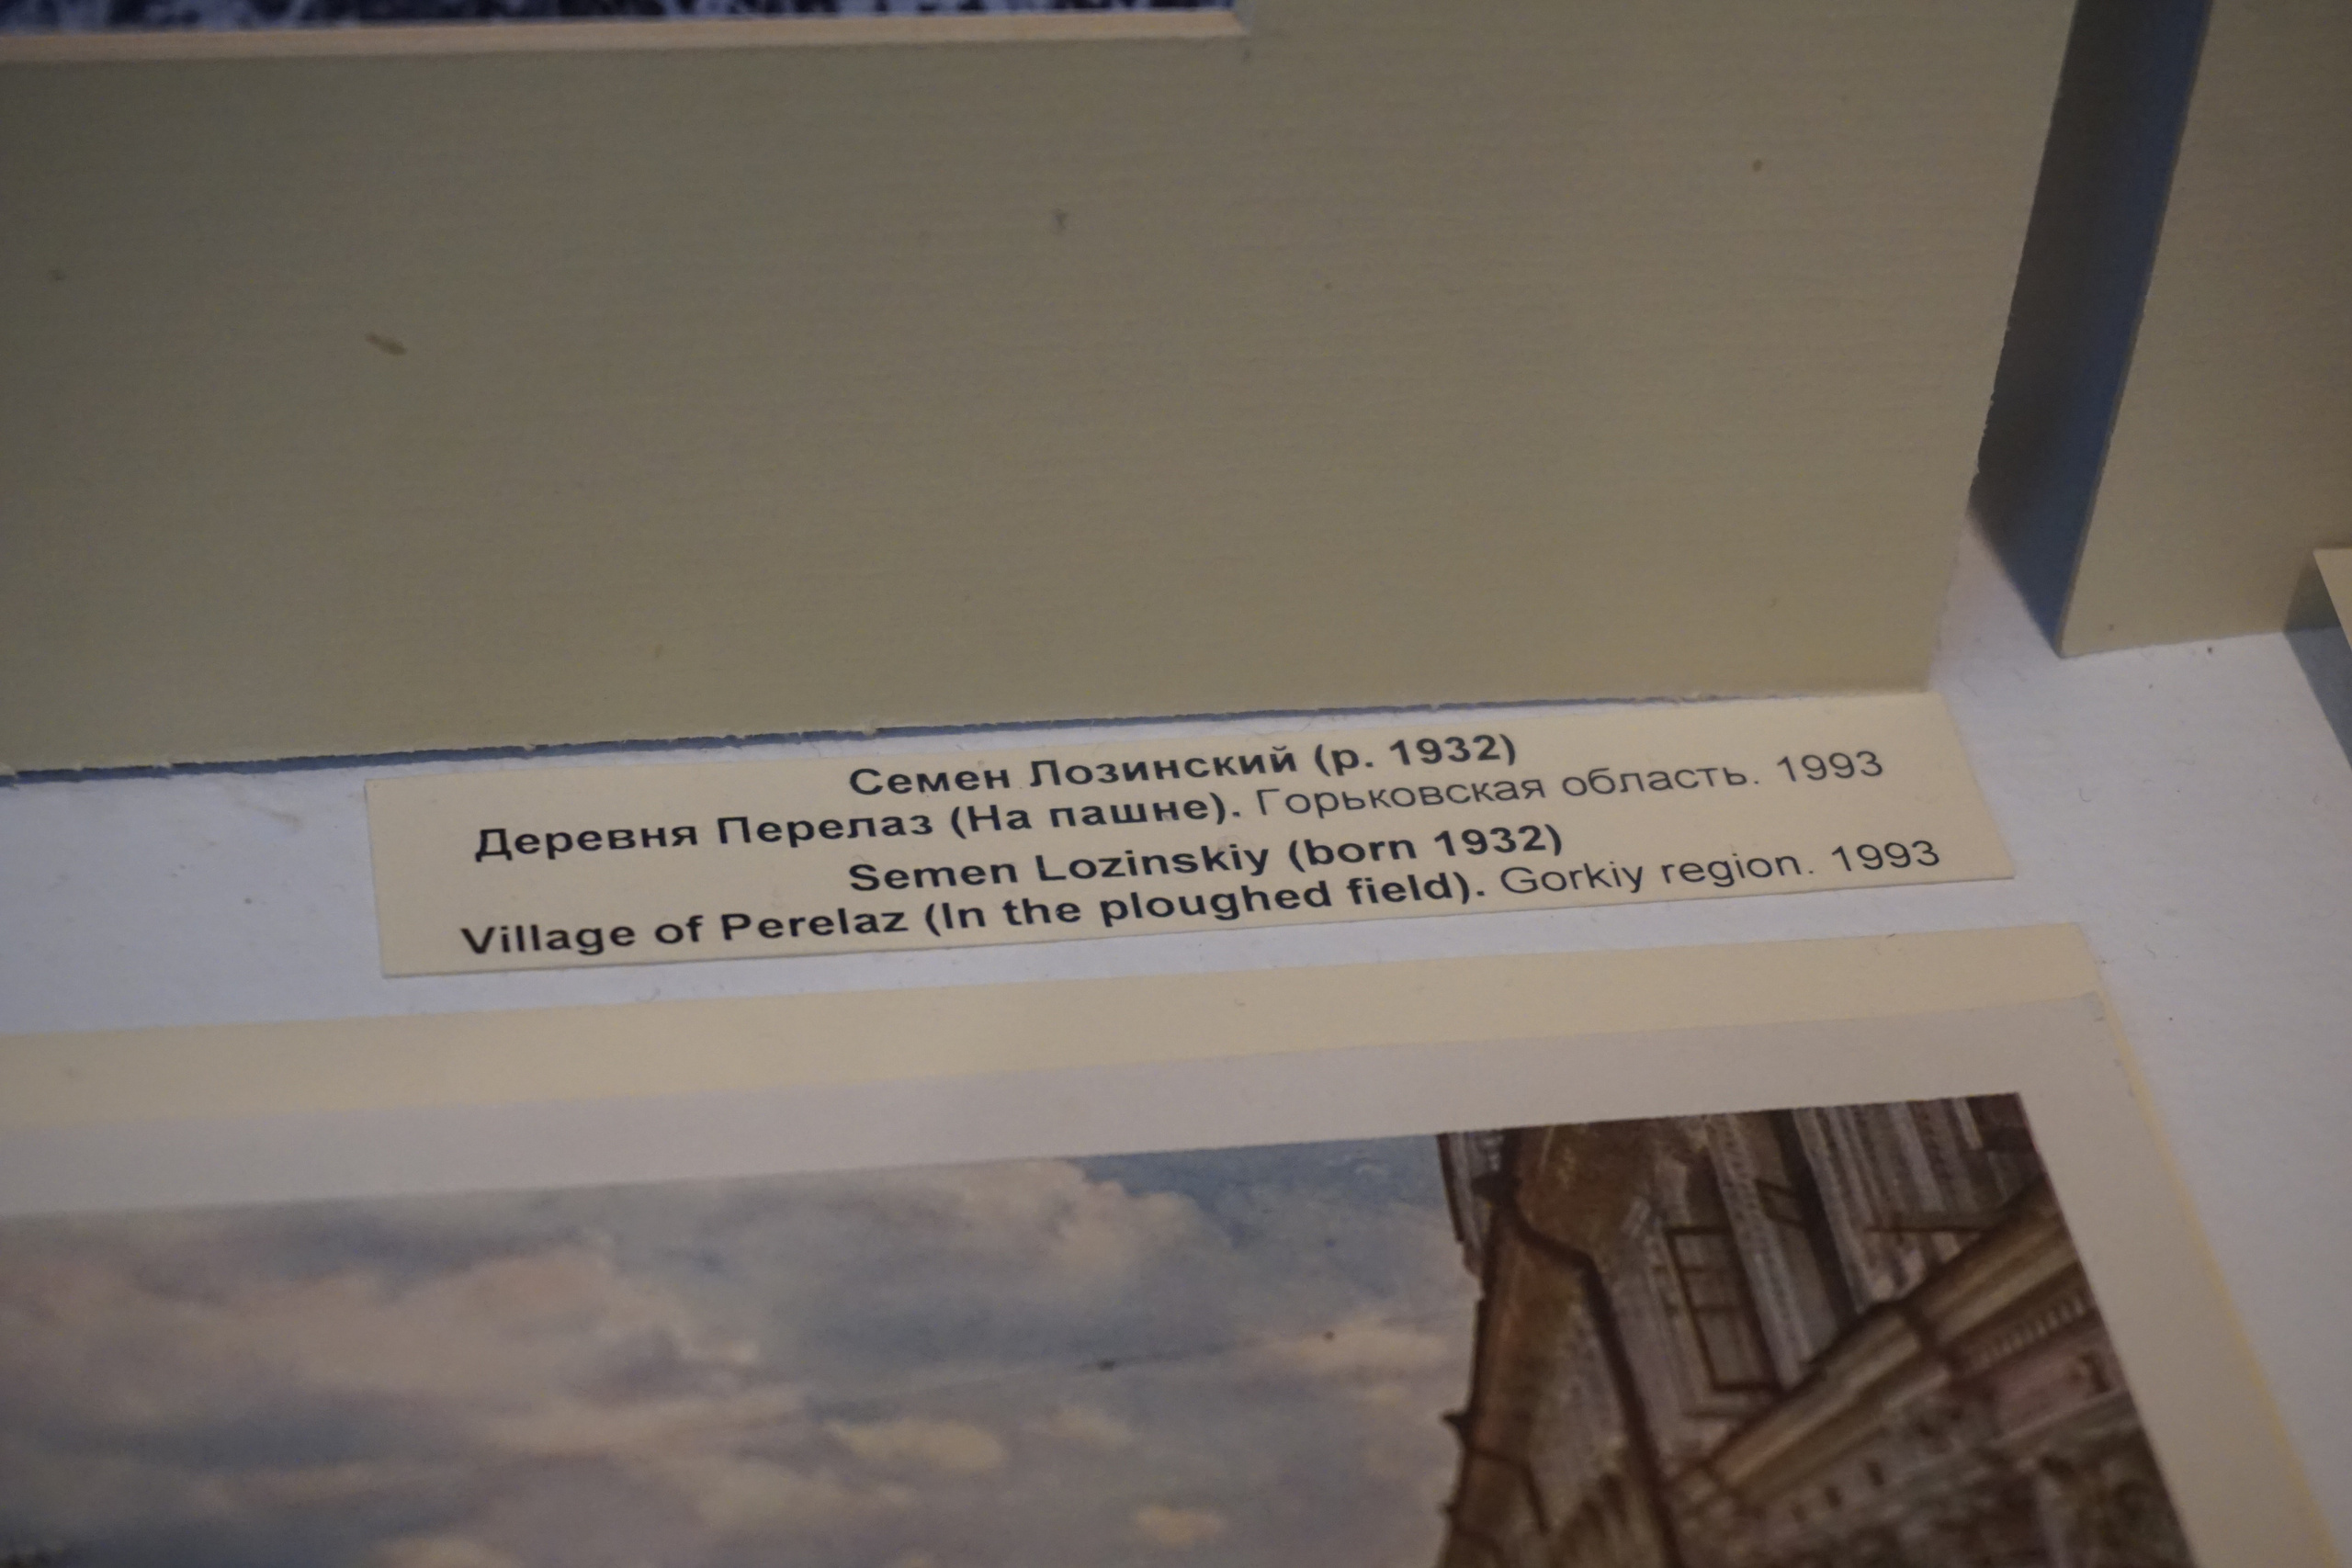 Семен Лозинский (р. 1932)
Деревня Перелаз (На пашне). Горьковская область. 1993
Semen Lozinskiy (born 1932)
Village of Perelaz (In the ploughed field). Gorkiy region. 1993